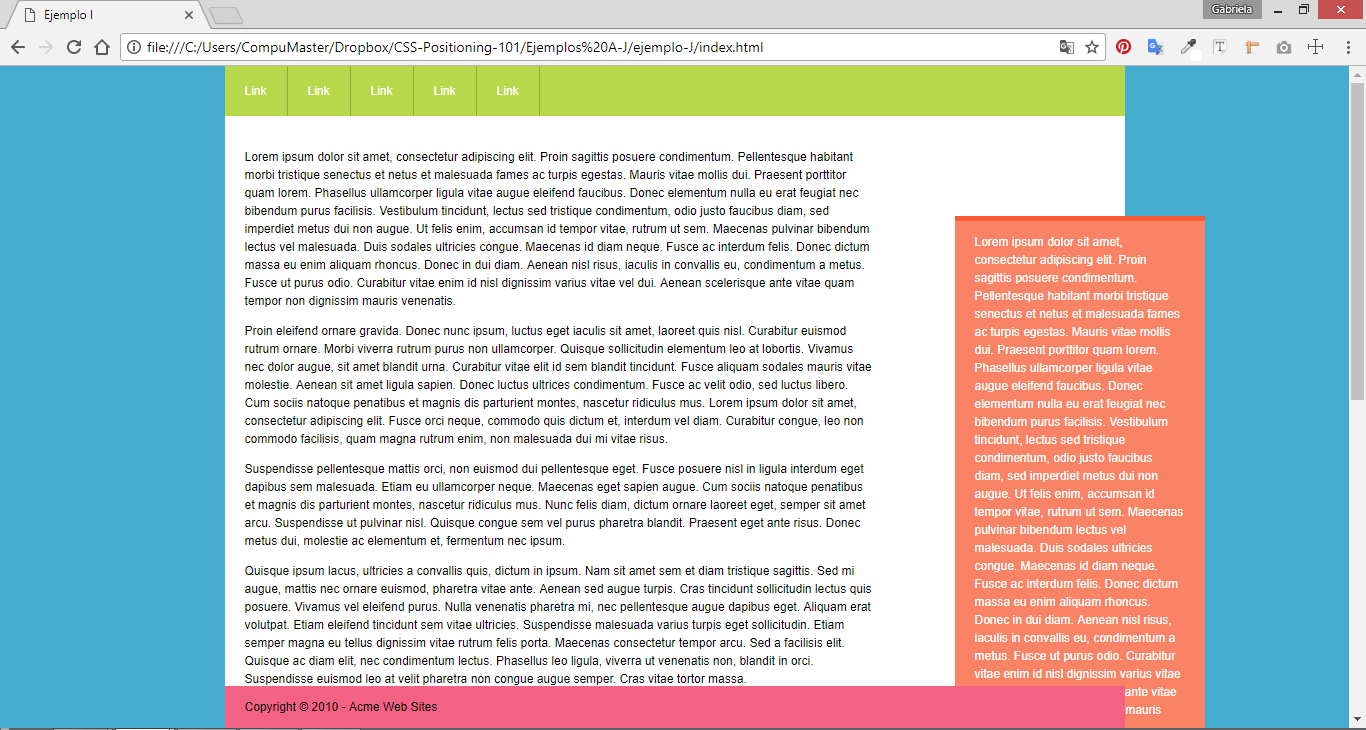 Ejemplo I
Gabriela
file:///C:/Users/CompuMaster/Dropbox/CSS-Positioning-101/Ejemplos%20A-J/ejemplo-J/index.html
Link Link Link Link Link
Lorem ipsum dolor sit amet, consectetur adipiscing elit. Proin sagittis posuere condimentum. Pellentesque habitant
morbi tristique senectus et netus et malesuada fames ac turpis egestas. Mauris vitae mollis dui. Praesent porttitor
quam lorem. Phasellus ullamcorper ligula vitae augue eleifend faucibus. Donec elementum nulla eu erat feugiat nec
bibendum purus facilisis. Vestibulum tincidunt, lectus sed tristique condimentum, odio justo faucibus diam, sed
imperdiet metus dui non augue. Ut felis enim, accumsan id tempor vitae, rutrum ut sem. Maecenas pulvinar bibendum
lectus vel malesuada. Duis sodales ultricies congue. Maecenas id diam neque. Fusce ac interdum felis. Donec dictum
massa eu enim aliquam rhoncus. Donec in dui diam. Aenean nisl risus, iaculis in convallis eu, condimentum a metus.
Fusce ut purus odio. Curabitur vitae enim id nisl dignissim varius vitae vel dui. Aenean scelerisque ante vitae quam
tempor non dignissim mauris venenatis.
Proin eleifend ornare gravida. Donec nunc ipsum, luctus eget iaculis sit amet, laoreet quis nisl. Curabitur euismod
rutrum ornare. Morbi viverra rutrum purus non ullamcorper. Quisque sollicitudin elementum leo at lobortis. Vivamus
nec dolor augue, sit amet blandit urna. Curabitur vitae elit id sem blandit tincidunt. Fusce aliquam sodales mauris vitae
molestie. Aenean sit amet ligula sapien. Donec luctus ultrices condimentum. Fusce ac velit odio, sed luctus libero.
Cum sociis natoque penatibus et magnis dis parturient montes, nascetur ridiculus mus. Lorem ipsum dolor sit amet,
consectetur adipiscing elit. Fusce orci neque, commodo quis dictum et, interdum vel diam. Curabitur congue, leo non
commodo facilisis, quam magna rutrum enim, non malesuada dui mi vitae risus.
Suspendisse pellentesque mattis orci, non euismod dui pellentesque eget. Fusce posuere nisl in ligula interdum eget
dapibus sem malesuada. Etiam eu ullamcorper neque. Maecenas eget sapien augue. Cum sociis natoque penatibus
et magnis dis parturient montes, nascetur ridiculus mus. Nunc felis diam, dictum ornare laoreet eget, semper sit amet
arcu. Suspendisse ut pulvinar nisl. Quisque congue sem vel purus pharetra blandit. Praesent eget ante risus. Donec
metus dui, molestie ac elementum et, fermentum nec ipsum.
Quisque ipsum lacus, ultricies a convallis quis, dictum in ipsum. Nam sit amet sem et diam tristique sagittis. Sed mi
augue, mattis nec ornare euismod, pharetra vitae ante. Aenean sed augue turpis. Cras tincidunt sollicitudin lectus quis
posuere. Vivamus vel eleifend purus. Nulla venenatis pharetra mi, nec pellentesque augue dapibus eget. Aliquam erat
volutpat. Etiam eleifend tincidunt sem vitae ultricies. Suspendisse malesuada varius turpis eget sollicitudin. Etiam
semper magna eu tellus dignissim vitae rutrum felis porta. Maecenas consectetur tempor arcu. Sed a facilisis elit.
Quisque ac diam elit, nec condimentum lectus. Phasellus leo ligula, viverra ut venenatis non, blandit in orci.
Suspendisse euismod leo at velit pharetra non congue augue semper. Cras vitae tortor massa.
Lorem ipsum dolor sit amet,
consectetur adipiscing elit. Proin
sagittis posuere condimentum.
Pellentesque habitant morbi tristique
senectus et netus et malesuada fames
ac turpis egestas. Mauris vitae mollis
dui. Praesent porttitor quam lorem.
Phasellus ullamcorper ligula vitae
augue eleifend faucibus. Donec
elementum nulla eu erat feugiat nec
bibendum purus facilisis. Vestibulum
tincidunt, lectus sed tristique
condimentum, odio justo faucibus
diam, sed imperdiet metus dui non
augue. Ut felis enim, accumsan id
tempor vitae, rutrum ut sem. Maecenas
pulvinar bibendum lectus vel
malesuada. Duis sodales ultricies
congue. Maecenas id diam neque.
Fusce ac interdum felis. Donec dictum
massa eu enim aliquam rhoncus.
Donec in dui diam. Aenean nisl risus,
iaculis in convallis eu, condimentum a
metus. Fusce ut purus odio. Curabitur
vitae enim id nisl dignissim varius vitae
ante vitae
mauris
Copyright © 2010 - Acme Web Sites